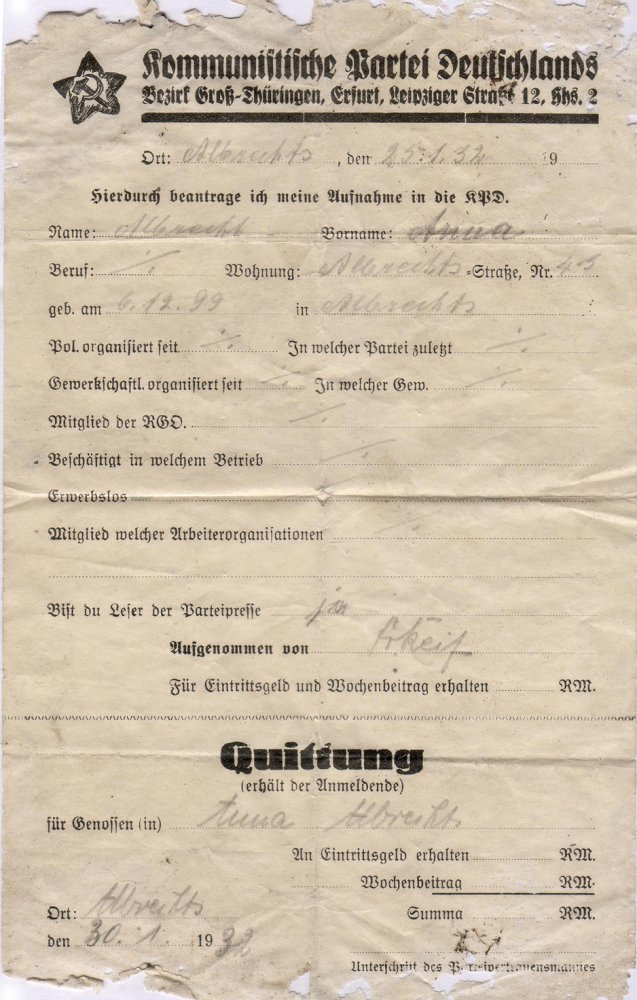 Kommunistische Partei Deutschlands
Bezirk Groß-Thüringen, Erfurt, Leipziger Straße 12, Hhs. 2
Ort: Albrechts, den 25.1.32 19
Hierdurch beantrage ich meine Aufnahme in die KPD.
Name: Albrecht Vorname: Anna
Beruf: ·/. Wohnung: Albrechts-Straße, Nr. 43
geb. am 6.12.99 in Albrechts
Pol. organisiert seit ·/. In welcher Partei zuletzt ·/.
Gewerkschaftl. organisiert seit ·/. In welcher Gew. ·/.
Mitglied der RGO. ·/.
Beschäftigt in welchem Betrieb ·/.
Erwerbslos
Mitglied welcher Arbeiterorganisationen ·/.
Bist du Leser der Parteipresse ja
Aufgenommen von
Für Eintrittsgeld und Wochenbeitrag erhalten RM.
Quittung
(erhält der Anmeldende)
für Genossen (in) Anna Albrecht.
An Eintrittsgeld erhalten RM.
Wochenbeitrag RM.
Ort: Albrechts Summa RM.
den 30.1. 1932
Unterschrift des Parteivertrauensmannes